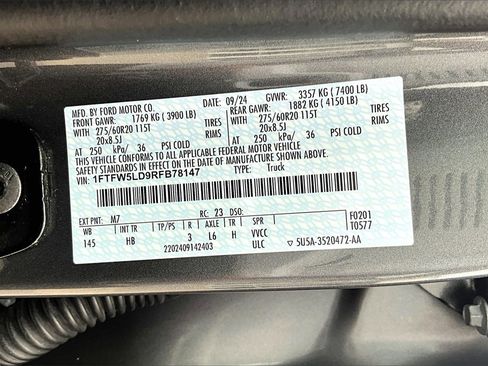 MFD. BY FORD MOTOR CO.
09/24
GVWR: 3357 KG ( 7400 LB)
FRONT GAWR: 1769 KG ( 3900 LB)
REAR GAWR: 1882 KG ( 4150 LB)
WITH 275/60R20 115T TIRES
WITH 275/60R20 115T TIRES
20x8.5J RIMS
20x8.5J RIMS
AT 250 kPa/ 36 PSI COLD
AT 250 kPa/ 36 PSI COLD
THIS VEHICLE CONFORMS TO ALL APPLICABLE FEDERAL MOTOR VEHICLE
SAFETY AND THEFT PREVENTION STANDARDS IN EFFECT ON THE DATE OF MANUFACTURE SHOWN ABOVE.
VIN: 1FTFW5LD9RFB78147
TYPE: Truck
EXT PNT: M7 RC: 23 DSO:
WB INT TR R AXLE TR SPR F0201
T0577
145 HB 3 L6 H VVCC
2202409142403 ULC 5U5A-3520472-AA